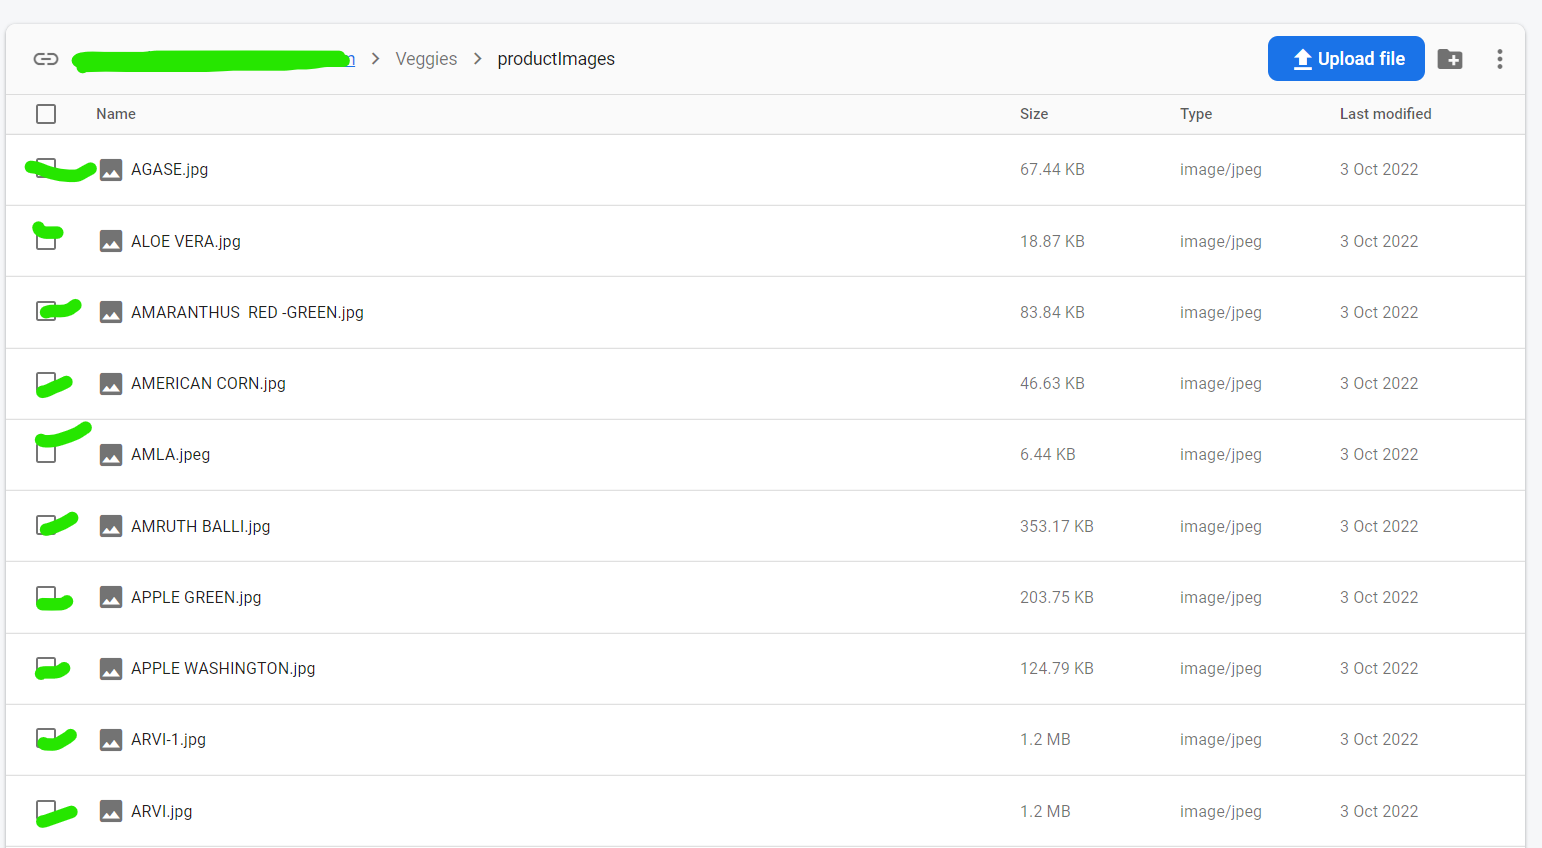 Veggies > productImages Upload file
Name Size Type Last modified
AGASE.jpg 67.44 KB image/jpeg 3 Oct 2022
ALOE VERA.jpg 18.87 KB image/jpeg 3 Oct 2022
AMARANTHUS  RED -GREEN.jpg 83.84 KB image/jpeg 3 Oct 2022
AMERICAN CORN.jpg 46.63 KB image/jpeg 3 Oct 2022
AMLA.jpeg 6.44 KB image/jpeg 3 Oct 2022
AMRUTH BALLI.jpg 353.17 KB image/jpeg 3 Oct 2022
APPLE GREEN.jpg 203.75 KB image/jpeg 3 Oct 2022
APPLE WASHINGTON.jpg 124.79 KB image/jpeg 3 Oct 2022
ARVI-1.jpg 1.2 MB image/jpeg 3 Oct 2022
ARVI.jpg 1.2 MB image/jpeg 3 Oct 2022